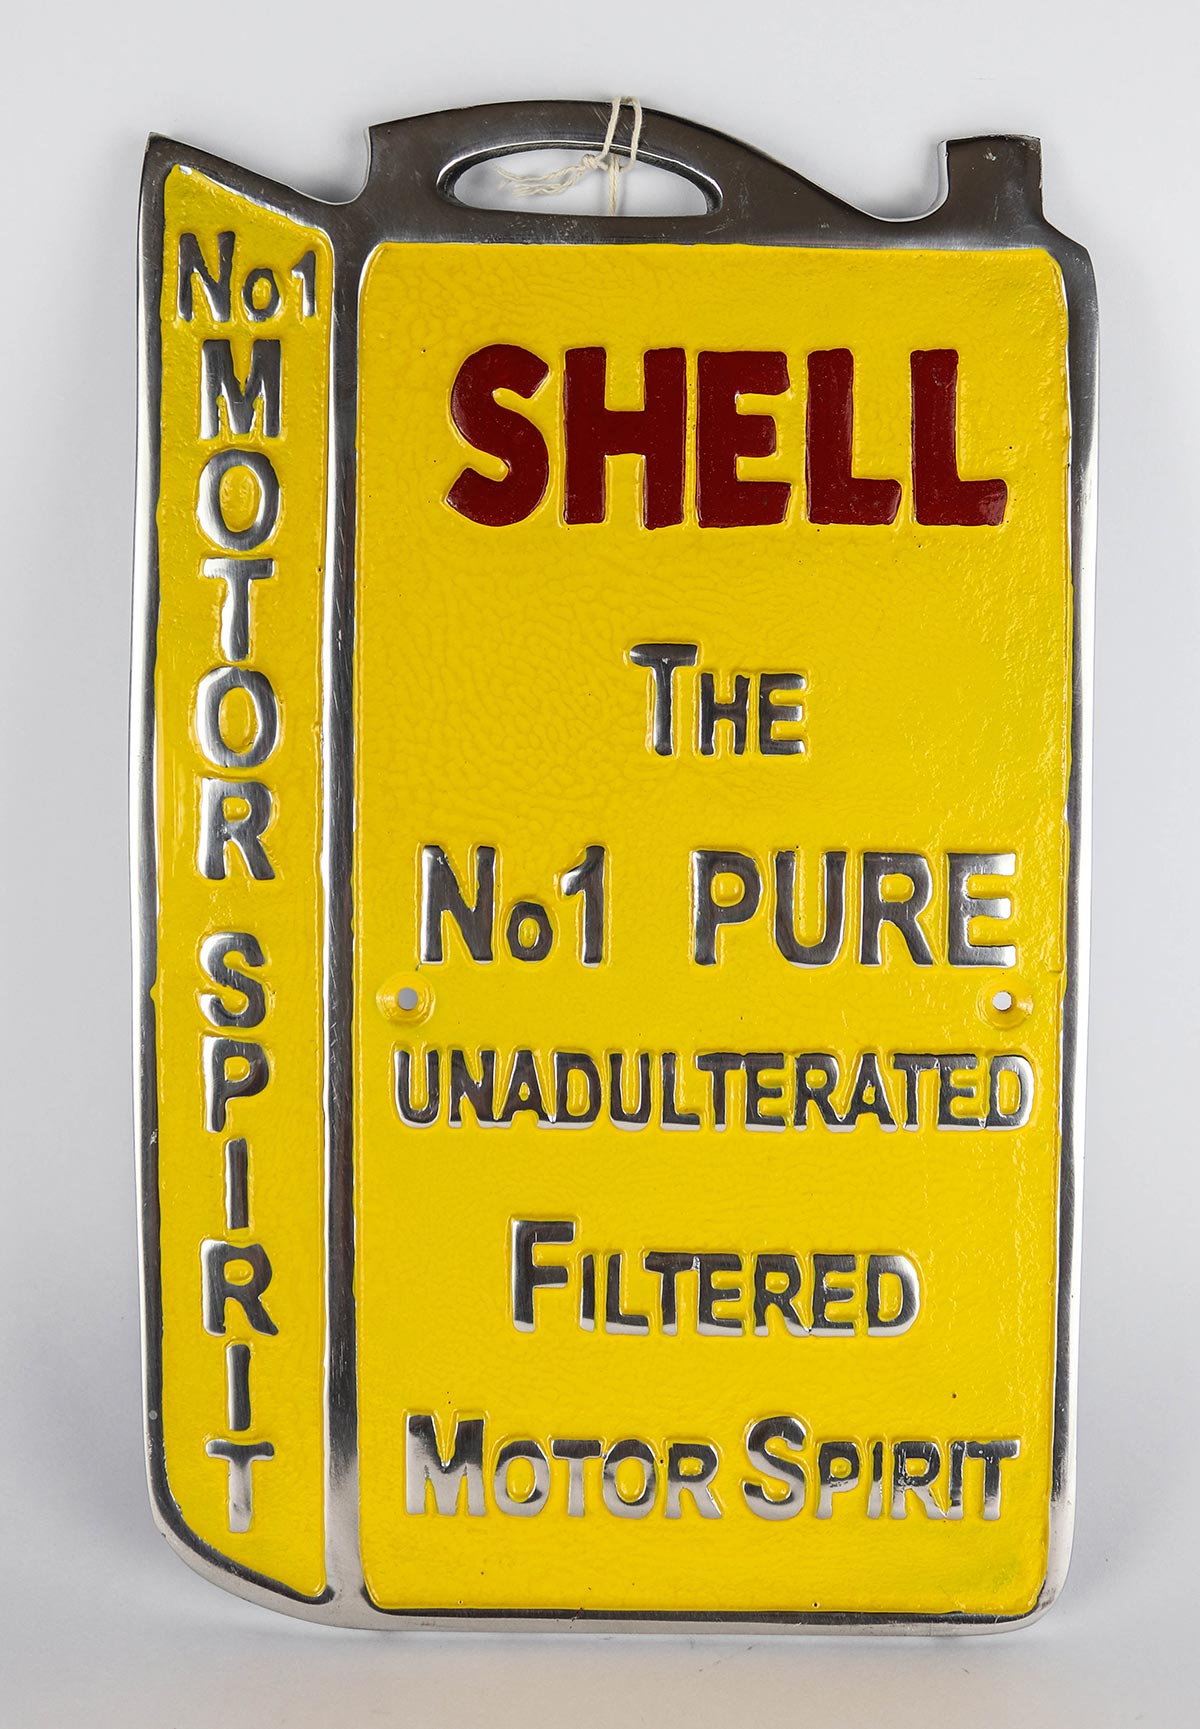 No1
MOTOR SPIRIT
SHELL
THE
No1 PURE
UNADULTERATED
FILTERED
MOTOR SPIRIT